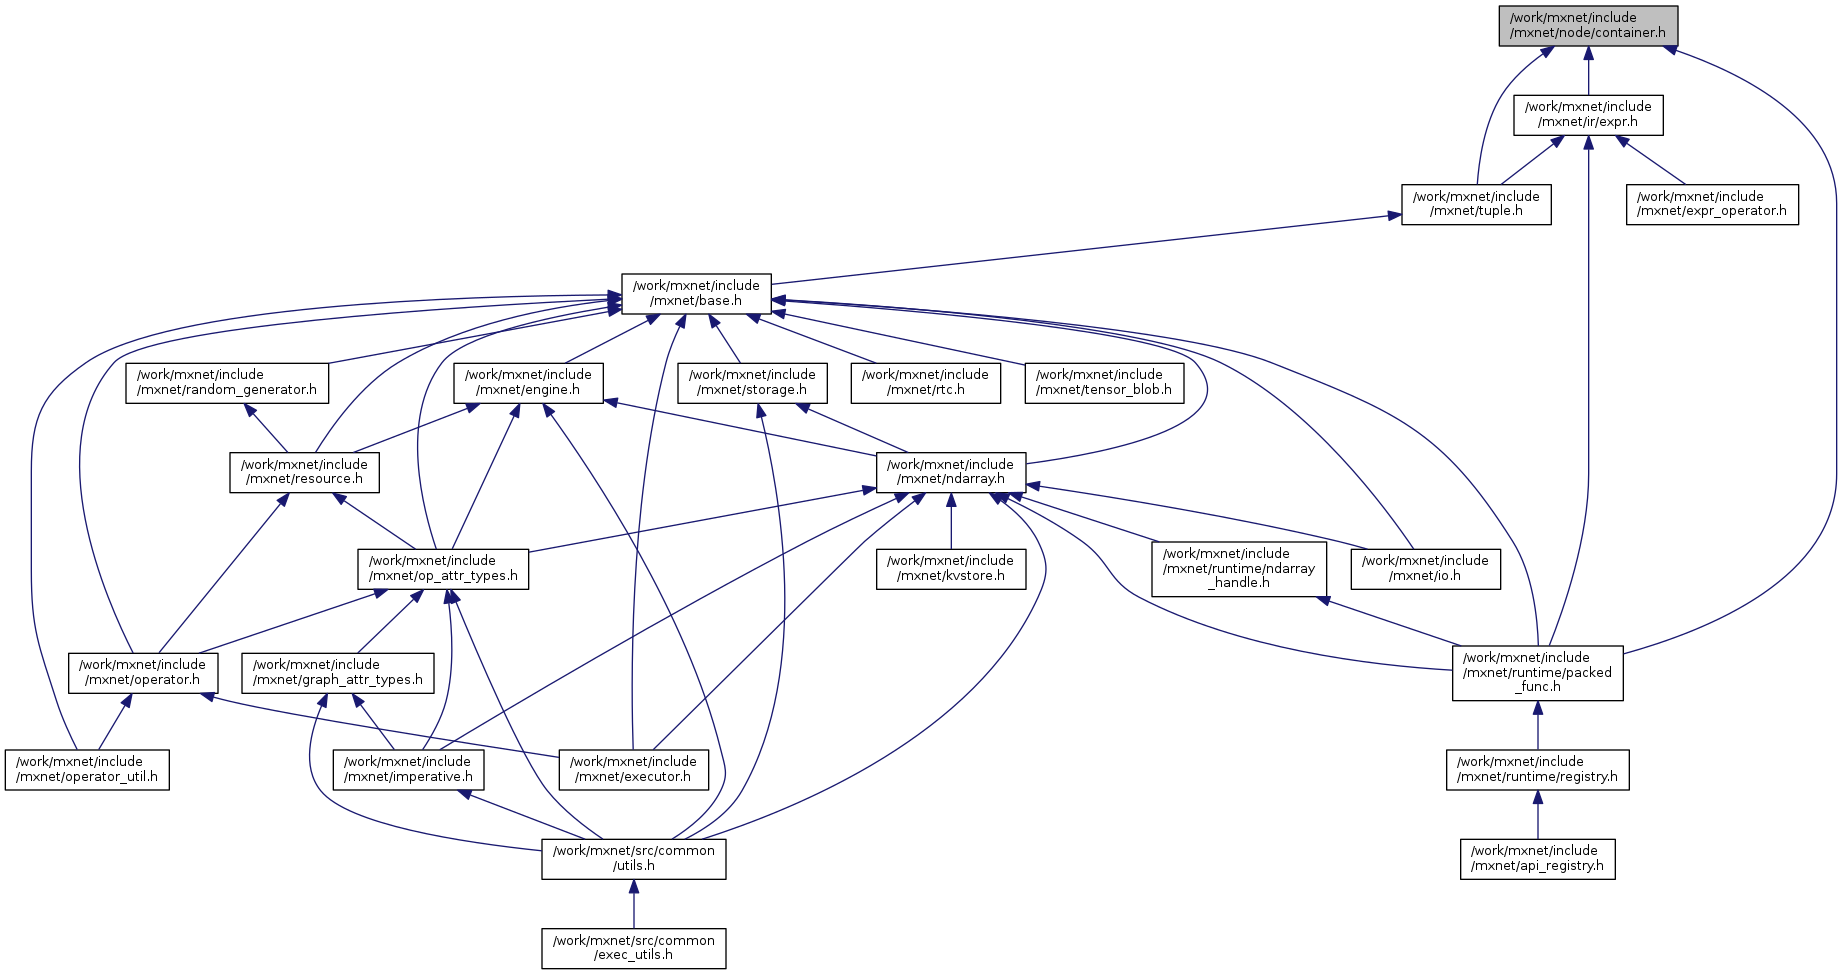 /work/mxnet/include
/mxnet/node/container.h
/work/mxnet/include
/mxnet/ir/expr.h
/work/mxnet/include
/mxnet/tuple.h
/work/mxnet/include
/mxnet/expr_operator.h
/work/mxnet/include
/mxnet/base.h
/work/mxnet/include
/mxnet/random_generator.h
/work/mxnet/include
/mxnet/engine.h
/work/mxnet/include
/mxnet/storage.h
/work/mxnet/include
/mxnet/rtc.h
/work/mxnet/include
/mxnet/tensor_blob.h
/work/mxnet/include
/mxnet/resource.h
/work/mxnet/include
/mxnet/ndarray.h
/work/mxnet/include
/mxnet/op_attr_types.h
/work/mxnet/include
/mxnet/kvstore.h
/work/mxnet/include
/mxnet/runtime/ndarray
_handle.h
/work/mxnet/include
/mxnet/io.h
/work/mxnet/include
/mxnet/operator.h
/work/mxnet/include
/mxnet/graph_attr_types.h
/work/mxnet/include
/mxnet/runtime/packed
_func.h
/work/mxnet/include
/mxnet/operator_util.h
/work/mxnet/include
/mxnet/imperative.h
/work/mxnet/include
/mxnet/executor.h
/work/mxnet/include
/mxnet/runtime/registry.h
/work/mxnet/src/common
/utils.h
/work/mxnet/include
/mxnet/api_registry.h
/work/mxnet/src/common
/exec_utils.h